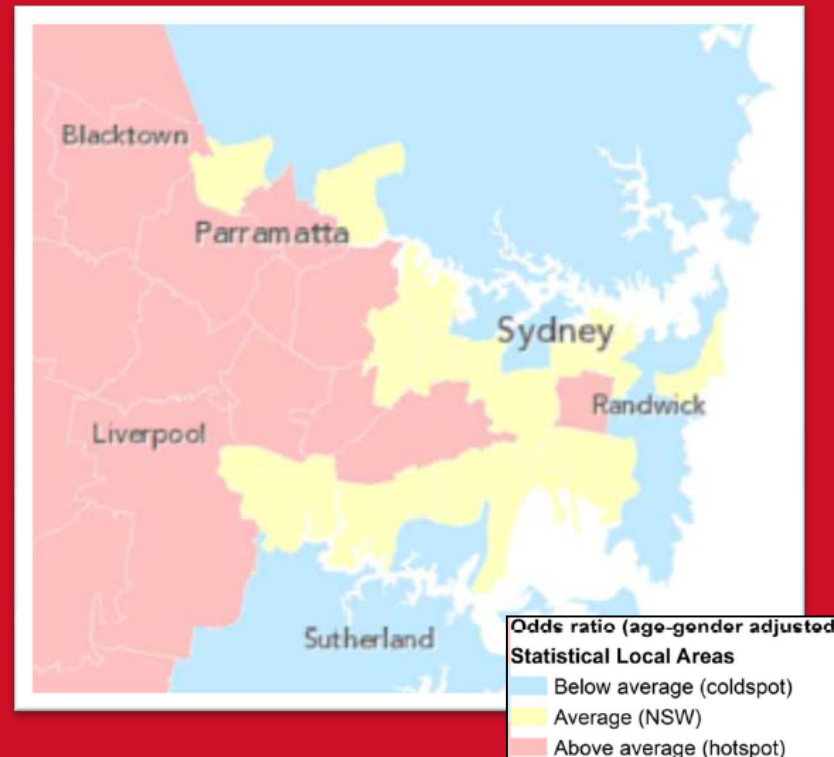 Blacktown
Parramatta
Sydney
Randwick
Liverpool
Sutherland
Odds ratio (age-gender adjusted
Statistical Local Areas
Below average (coldspot)
Average (NSW)
Above average (hotspot)